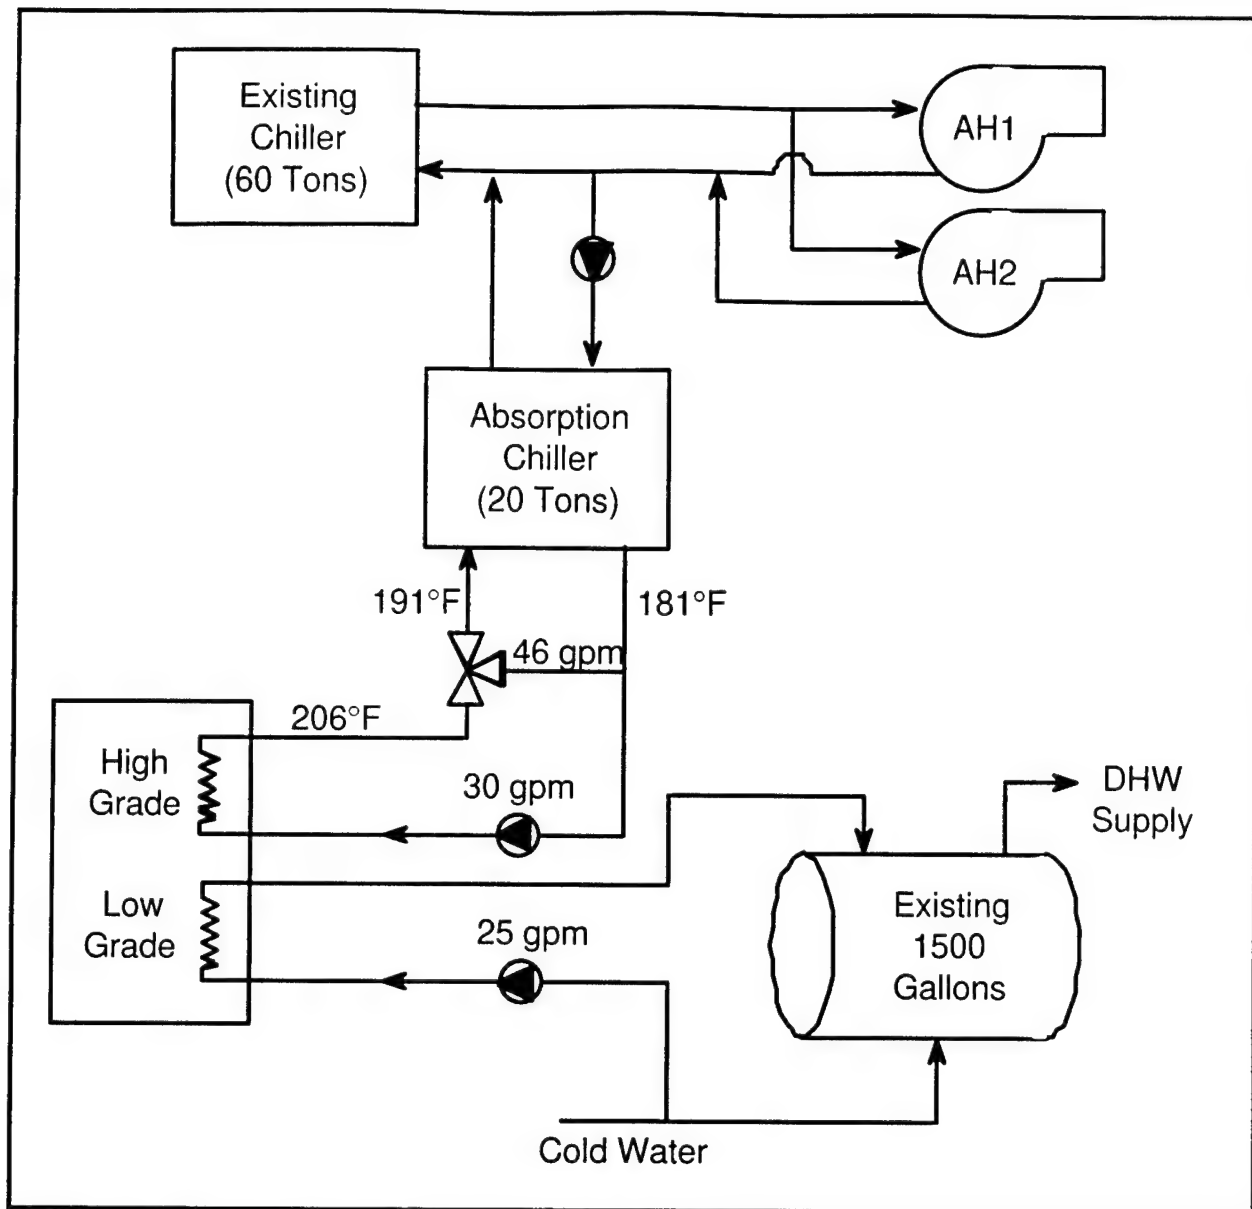 Existing
Chiller
(60 Tons)
AH1
AH2
Absorption
Chiller
(20 Tons)
191°F
181°F
46 gpm
206°F
High
Grade
30 gpm
DHW
Supply
Low
Grade
25 gpm
Existing
1500
Gallons
Cold Water